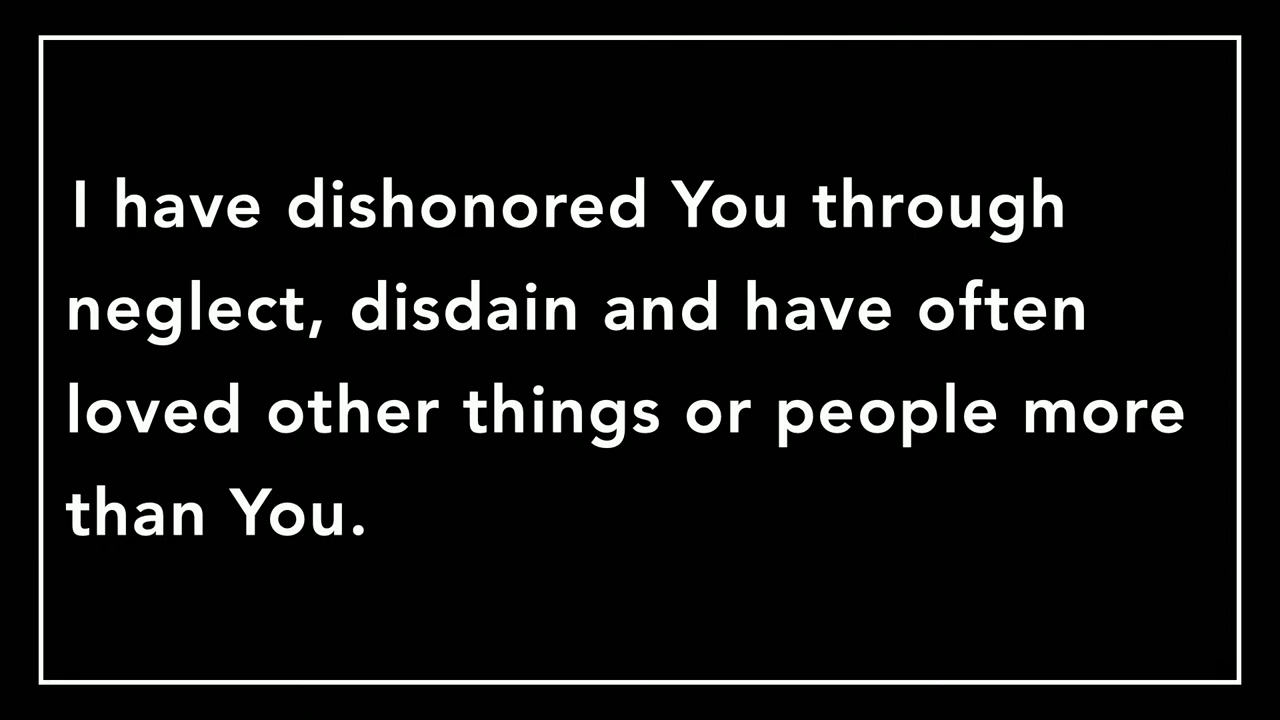 I have dishonored You through
neglect, disdain and have often
loved other things or people more
than You.